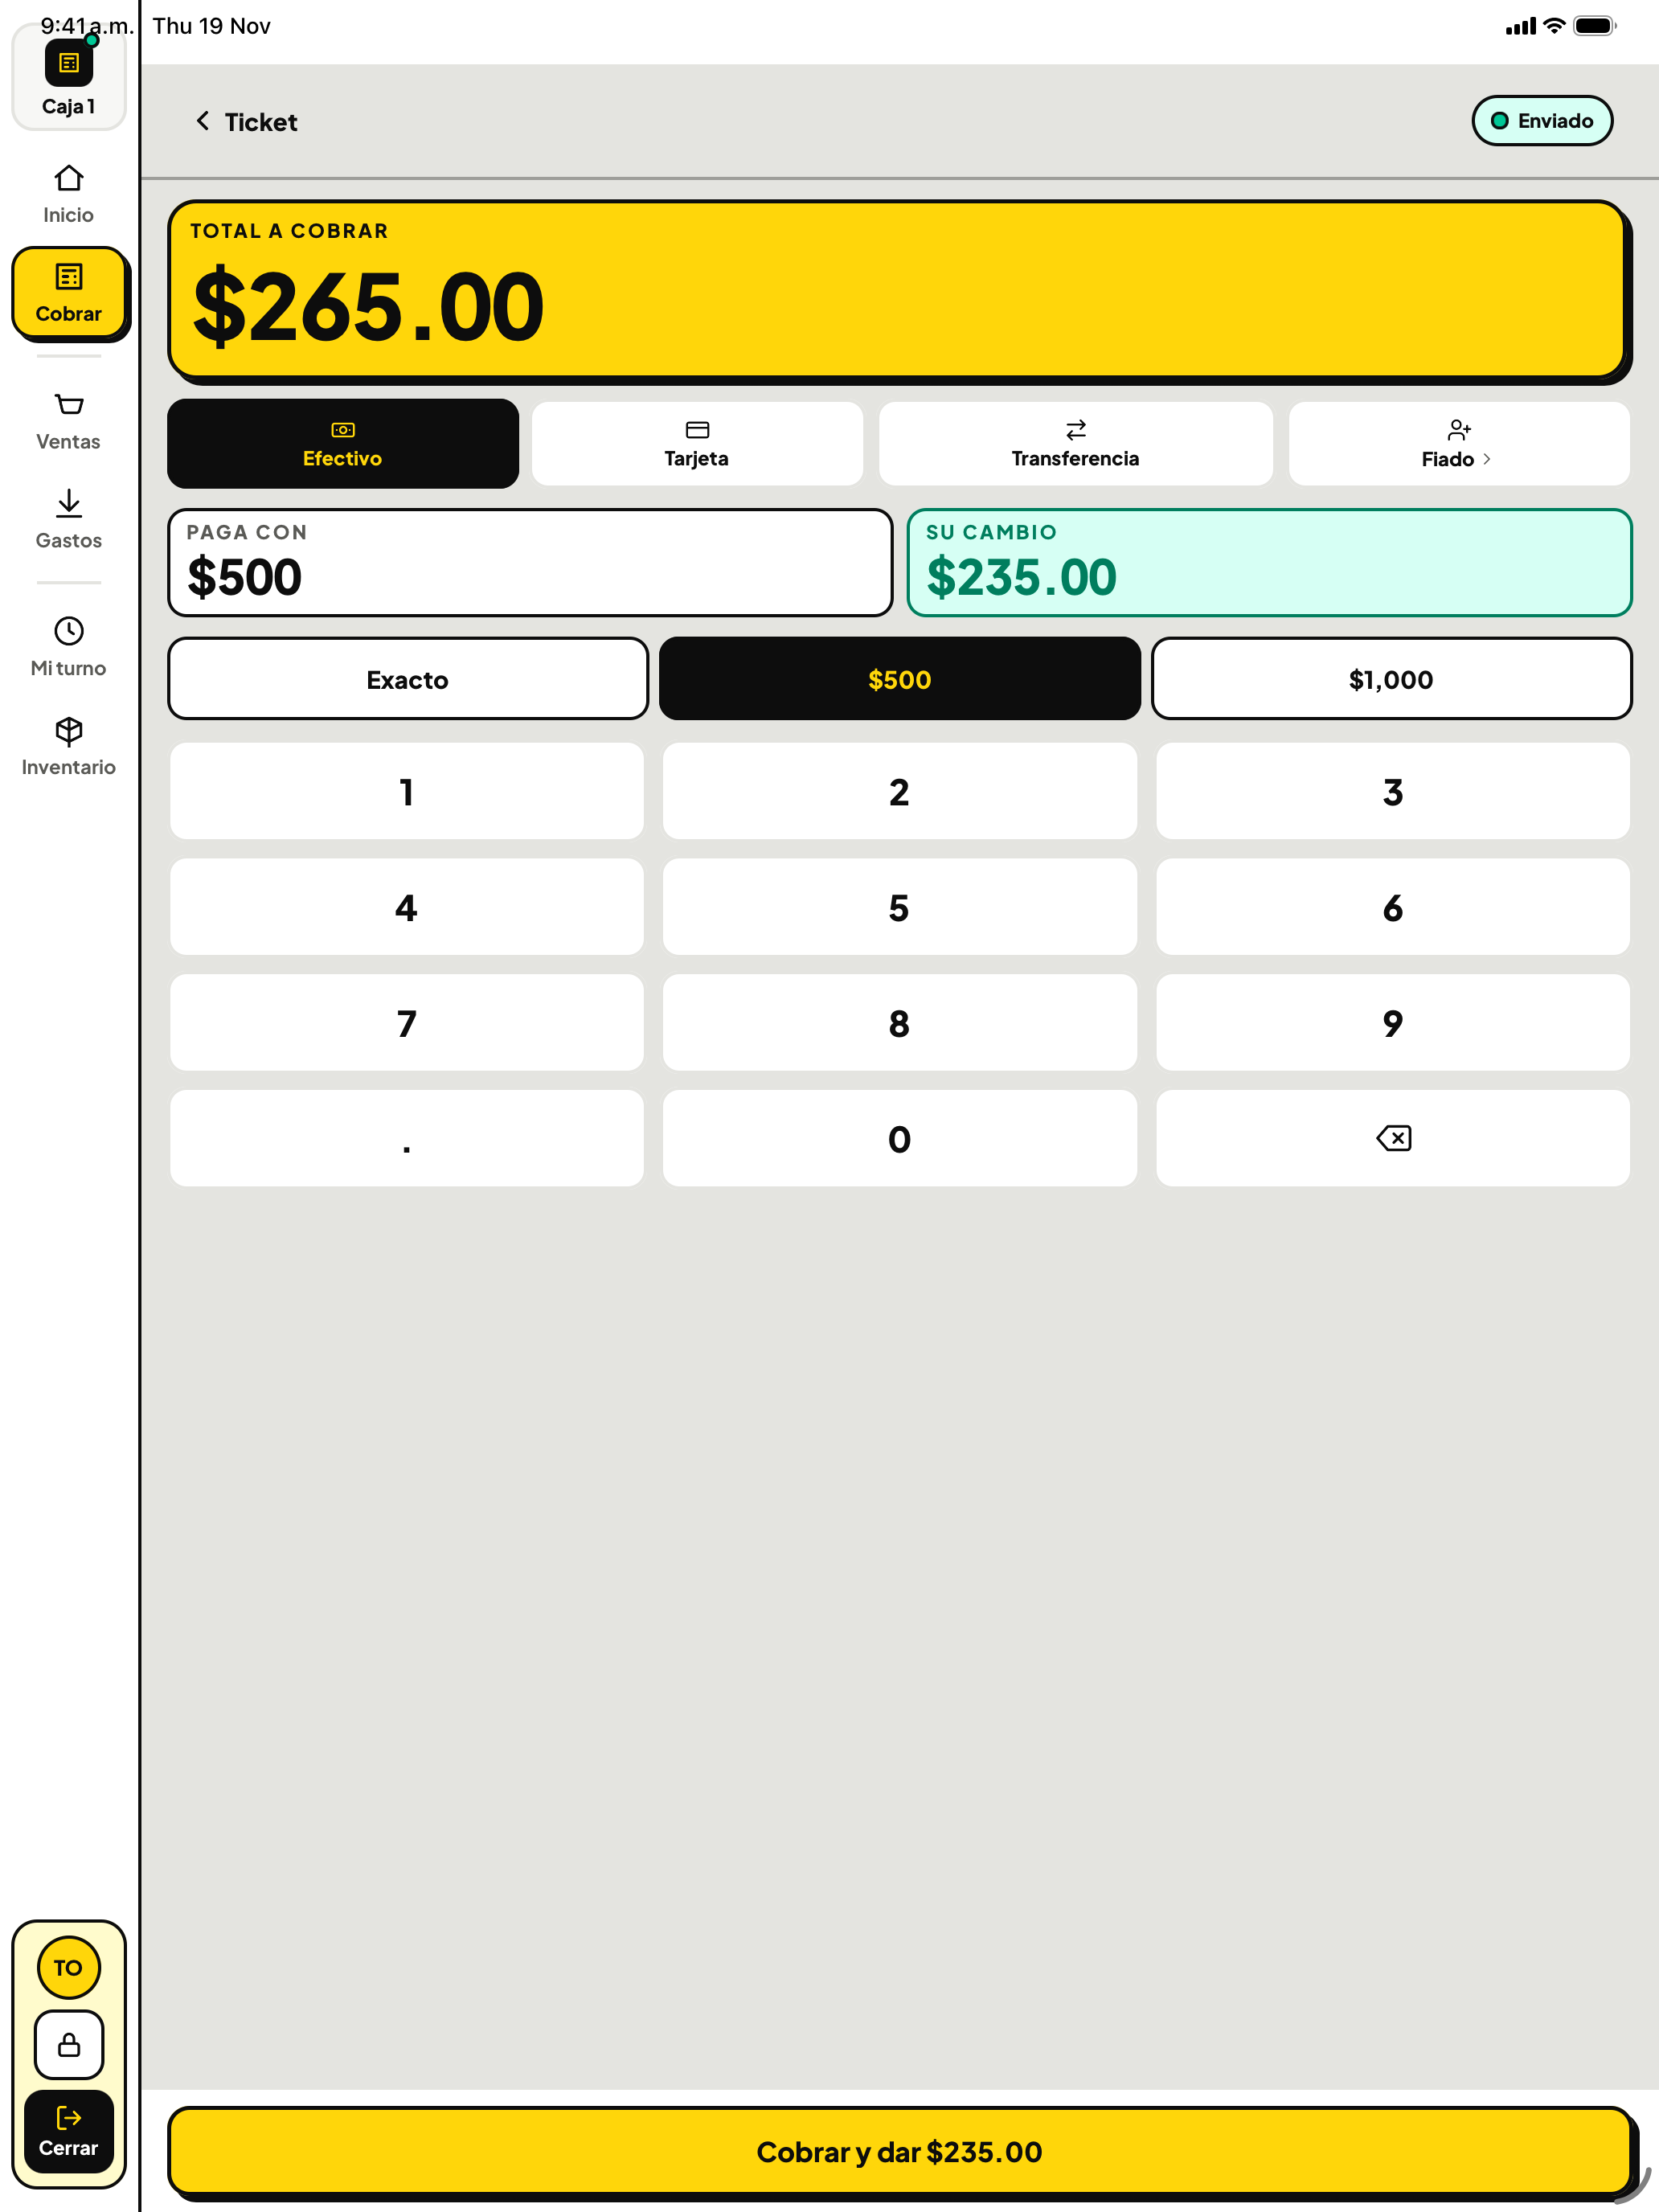 9:41 a.m. Thu 19 Nov
Caja 1
Inicio
Cobrar
Ventas
Gastos
Mi turno
Inventario
TO
Cerrar
Ticket
Enviado
TOTAL A COBRAR
$265.00
Efectivo
Tarjeta
Transferencia
Fiado
PAGA CON
$500
SU CAMBIO
$235.00
Exacto
$500
$1,000
1
2
3
4
5
6
7
8
9
.
0
Cobrar y dar $235.00